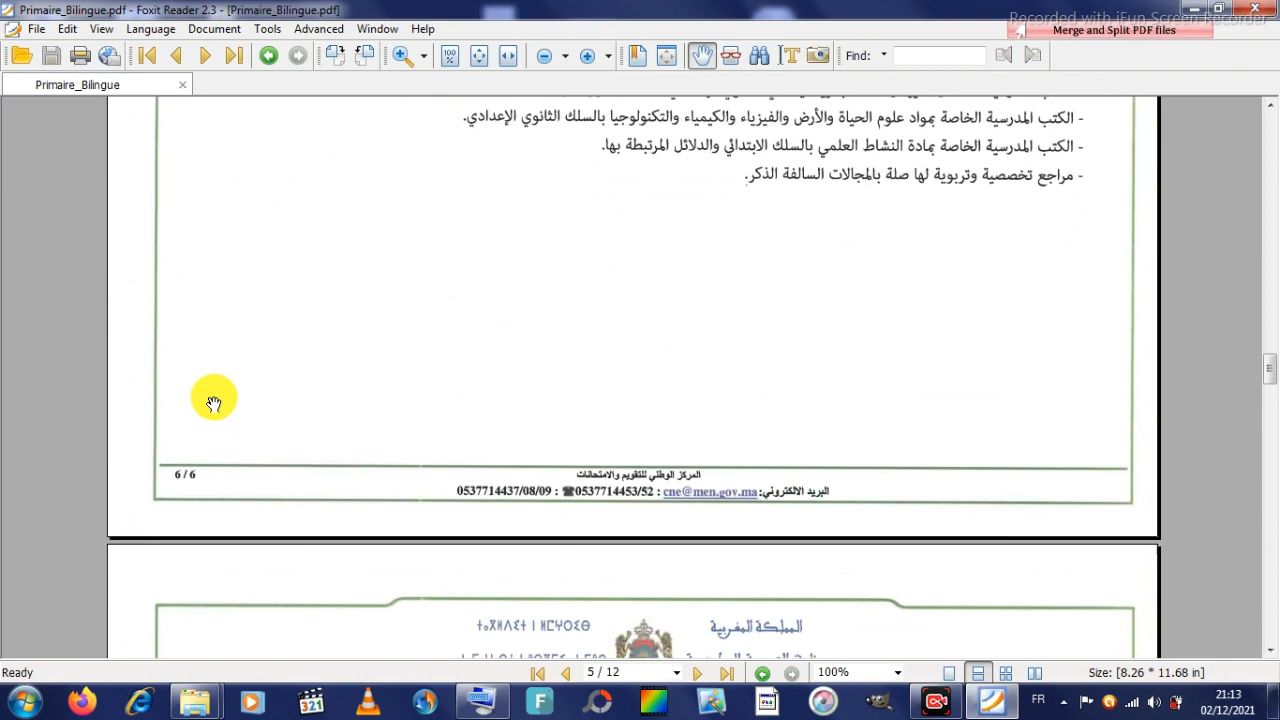 Primaire_Bilingue.pdf - Foxit Reader 2.3 - [Primaire_Bilingue.pdf]
Recorded with iFun Screen Recorder
File Edit View Language Document Tools Advanced Window Help
Merge and Split PDF files
Find:
Primaire_Bilingue
- الكتب المدرسية الخاصة بمواد علوم الحياة والأرض والفيزياء والكيمياء والتكنولوجيا بالسلك الثانوي الإعدادي.
- الكتب المدرسية الخاصة بمادة النشاط العلمي بالسلك الابتدائي والدلائل المرتبطة بها.
- مراجع تخصصية وتربوية لها صلة بالمجالات السالفة الذكر.
6 / 6
المركز الوطني للتقويم والامتحانات
البريد الالكتروني: cne@men.gov.ma : ☎0537714453/52 : 0537714437/08/09
المملكة المغربية
ⵜⴰⴳⵍⴷⵉⵜ ⵏ ⵍⵎⵖⵔⵉⴱ
Ready
5 / 12
100%
Size: [8.26 * 11.68 in]
FR
21:13
02/12/2021